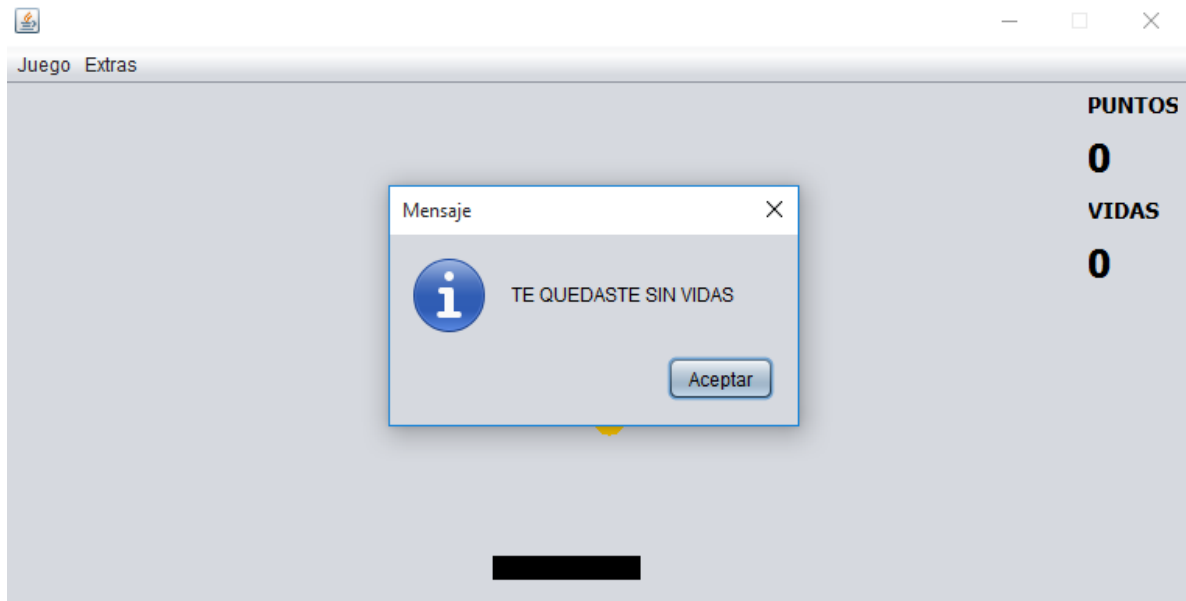 Juego Extras
PUNTOS
0
VIDAS
0
Mensaje
TE QUEDASTE SIN VIDAS
Aceptar